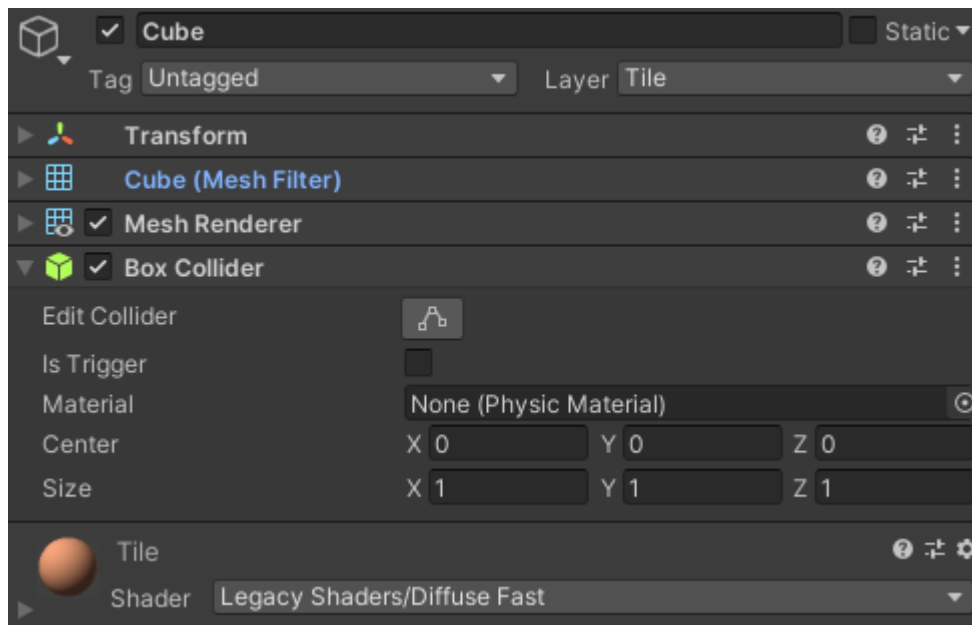 Cube
Static
Tag Untagged Layer Tile
Transform
Cube (Mesh Filter)
Mesh Renderer
Box Collider
Edit Collider
Is Trigger
Material None (Physic Material)
Center X 0 Y 0 Z 0
Size X 1 Y 1 Z 1
Tile
Shader Legacy Shaders/Diffuse Fast